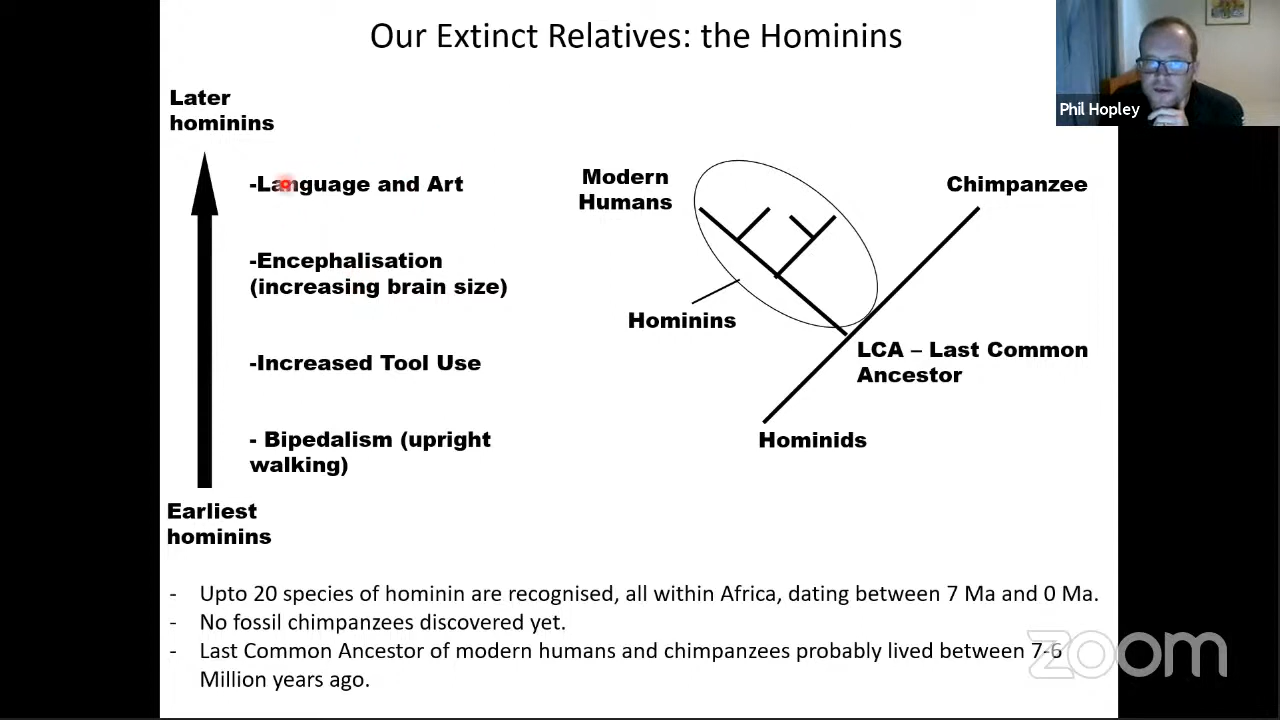 Our Extinct Relatives: the Hominins
Phil Hopley
Later
hominins
-Language and Art
-Encephalisation
(increasing brain size)
-Increased Tool Use
- Bipedalism (upright
walking)
Earliest
hominins
Modern
Humans
Chimpanzee
Hominins
LCA – Last Common
Ancestor
Hominids
- Upto 20 species of hominin are recognised, all within Africa, dating between 7 Ma and 0 Ma.
- No fossil chimpanzees discovered yet.
- Last Common Ancestor of modern humans and chimpanzees probably lived between 7-6
Million years ago.
zoom